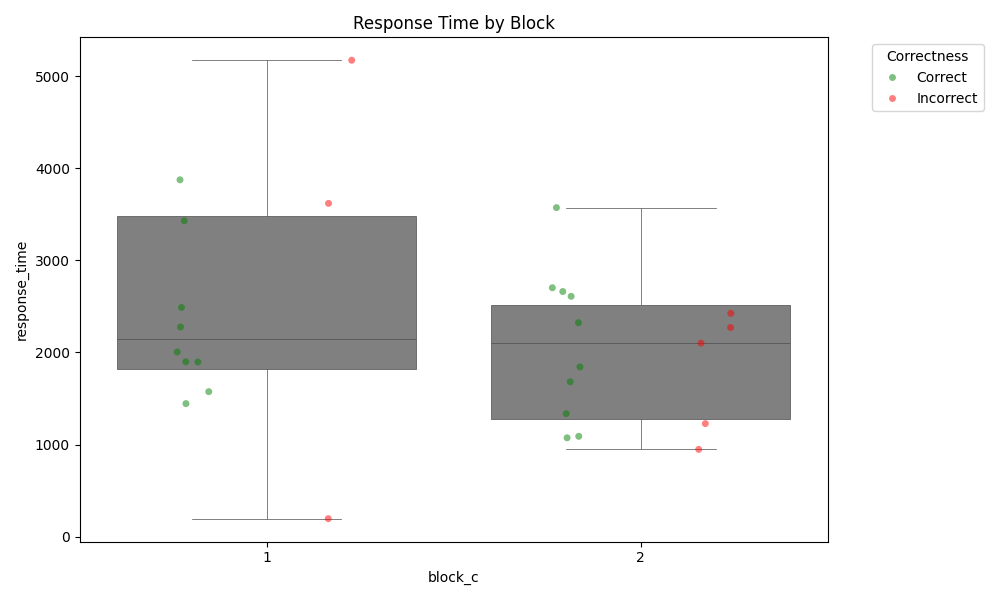 Response Time by Block
Correctness
Correct
Incorrect
response_time
5000
4000
3000
2000
1000
0
1
2
block_c